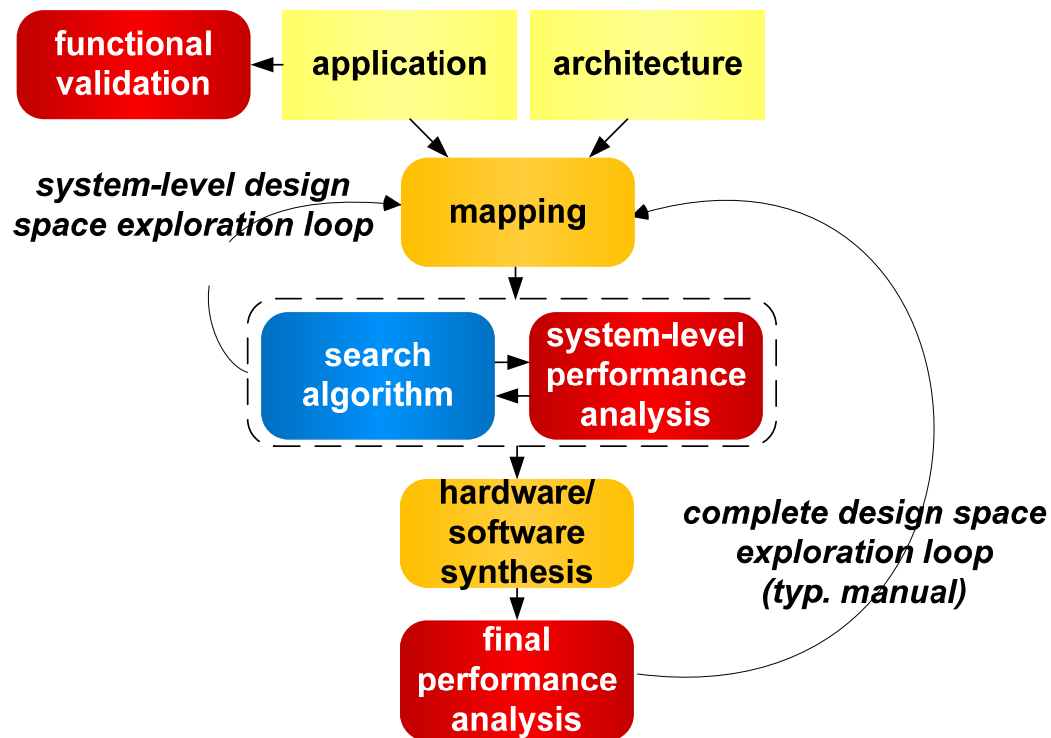 functional
validation
application
architecture
system-level design
space exploration loop
mapping
search
algorithm
system-level
performance
analysis
hardware/
software
synthesis
complete design space
exploration loop
(typ. manual)
final
performance
analysis